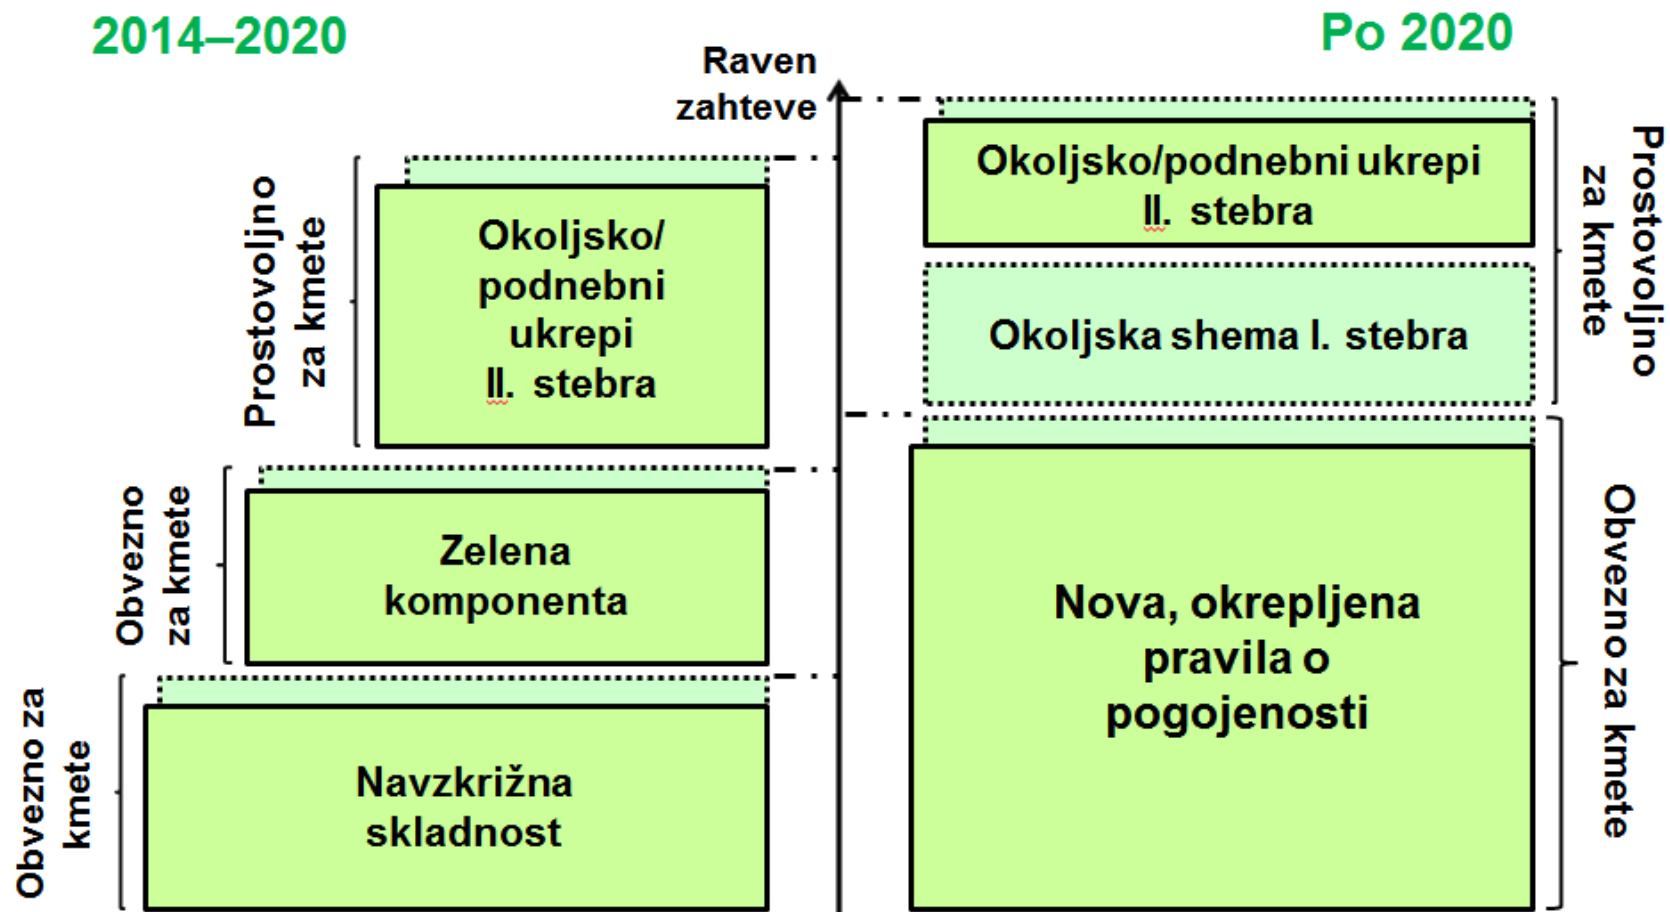 2014–2020
Po 2020
Raven
zahteve
Prostovoljno
za kmete
Okoljsko/
podnebni
ukrepi
II. stebra
Obvezno
za kmete
Zelena
komponenta
Obvezno za
kmete
Navzkrižna
skladnost
Okoljsko/podnebni ukrepi
II. stebra
Okoljska shema I. stebra
Prostovoljno
za kmete
Nova, okrepljena
pravila o
pogojenosti
Obvezno za kmete